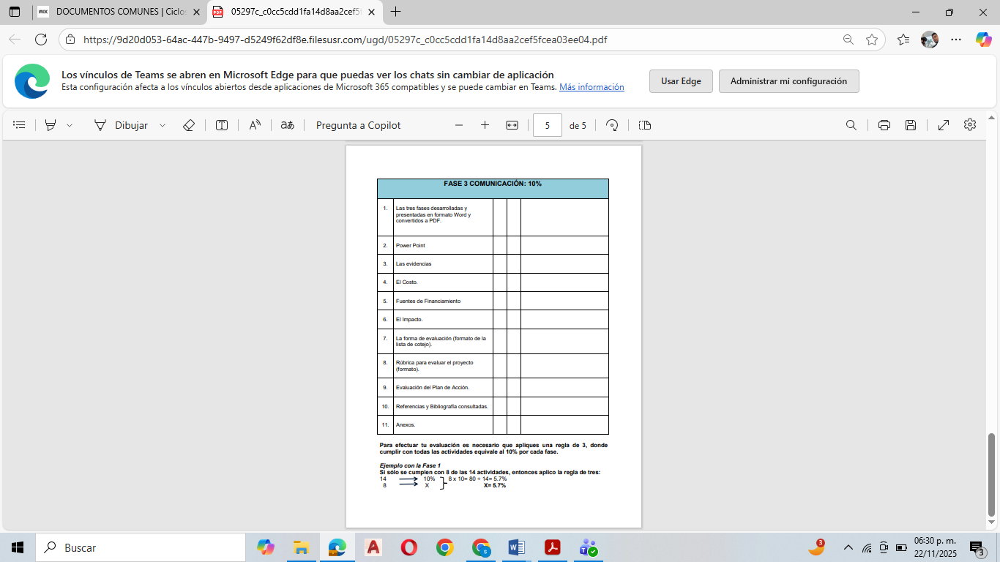 WIX DOCUMENTOS COMUNES | Ciclo
PDF 05297c_c0cc5cdd1fa14d8aa2cef5
https://9d20d053-64ac-447b-9497-d5249f62df8e.filesusr.com/ugd/05297c_c0cc5cdd1fa14d8aa2cef5fcea03ee04.pdf
Los vínculos de Teams se abren en Microsoft Edge para que puedas ver los chats sin cambiar de aplicación
Esta configuración afecta a los vínculos abiertos desde aplicaciones de Microsoft 365 compatibles y se puede cambiar en Teams. Más información
Usar Edge
Administrar mi configuración
Dibujar
Pregunta a Copilot
5 de 5
FASE 3 COMUNICACIÓN: 10%
1. Las tres fases desarrolladas y
presentadas en formato Word y
convertidos a PDF.
2. Power Point
3. Las evidencias
4. El Costo.
5. Fuentes de Financiamiento
6. El Impacto.
7. La forma de evaluación (formato de la
lista de cotejo).
8. Rúbrica para evaluar el proyecto
(formato).
9. Evaluación del Plan de Acción.
10. Referencias y Bibliografía consultadas.
11. Anexos.
Para efectuar tu evaluación es necesario que apliques una regla de 3, donde
cumplir con todas las actividades equivale al 10% por cada fase.
Ejemplo con la Fase 1
Si sólo se cumplen con 8 de las 14 actividades, entonces aplico la regla de tres:
14 10% 8 x 10= 80 ÷ 14= 5.7%
8 X X= 5.7%
Buscar
3
06:30 p. m.
22/11/2025
3